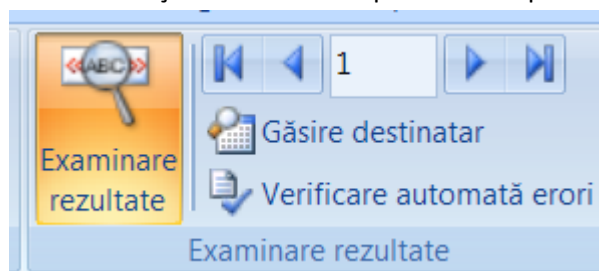 «ABC»
1
Găsire destinatar
Examinare
rezultate
Verificare automată erori
Examinare rezultate